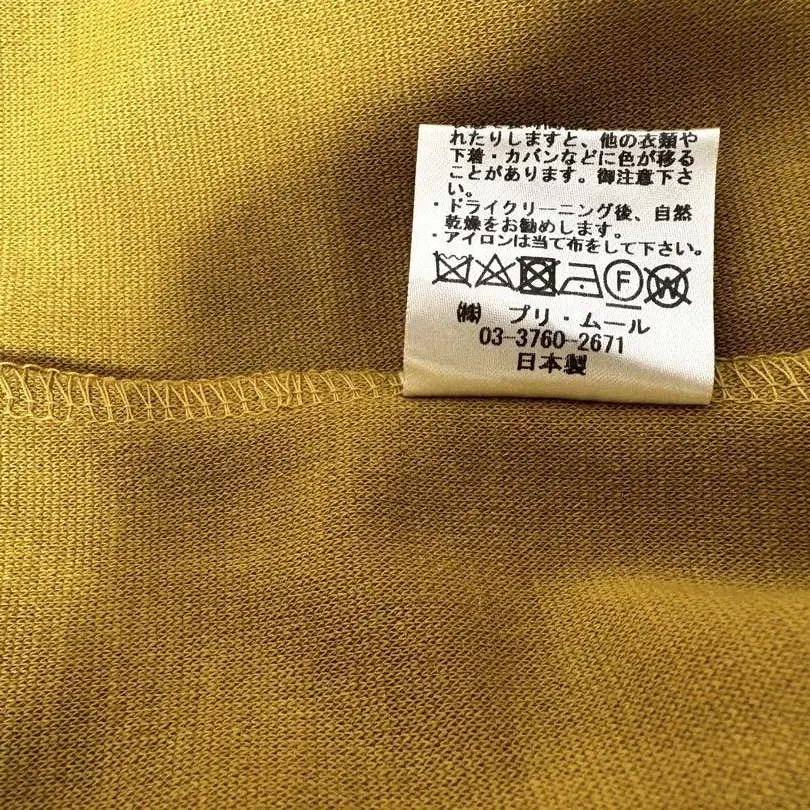 れたりしますと、他の衣類や
下着・カバンなどに色が移る
ことがあります。御注意下さ
い。
・ドライクリーニング後、自然
乾燥をお勧めします。
・アイロンは当て布をして下さい。
F W
㈱ プリ・ムール
03-3760-2671
日本製